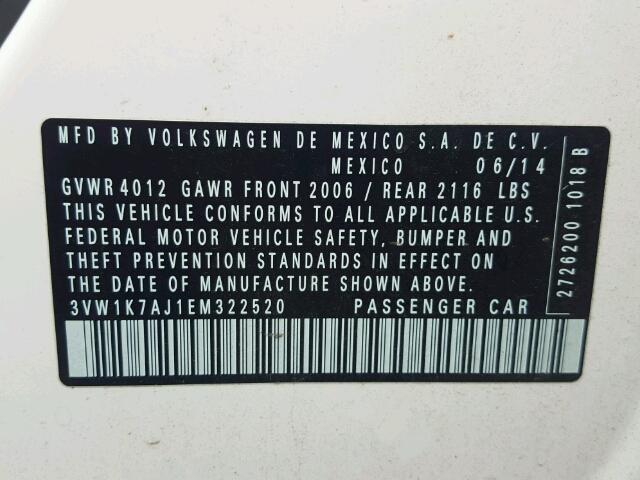 MFD BY VOLKSWAGEN DE MEXICO S.A. DE C.V.
MEXICO 06/14
GVWR 4012 GAWR FRONT 2006 / REAR 2116 LBS
THIS VEHICLE CONFORMS TO ALL APPLICABLE U.S.
FEDERAL MOTOR VEHICLE SAFETY, BUMPER AND
THEFT PREVENTION STANDARDS IN EFFECT ON
THE DATE OF MANUFACTURE SHOWN ABOVE.
3VW1K7AJ1EM322520 PASSENGER CAR
2726200 1018 B